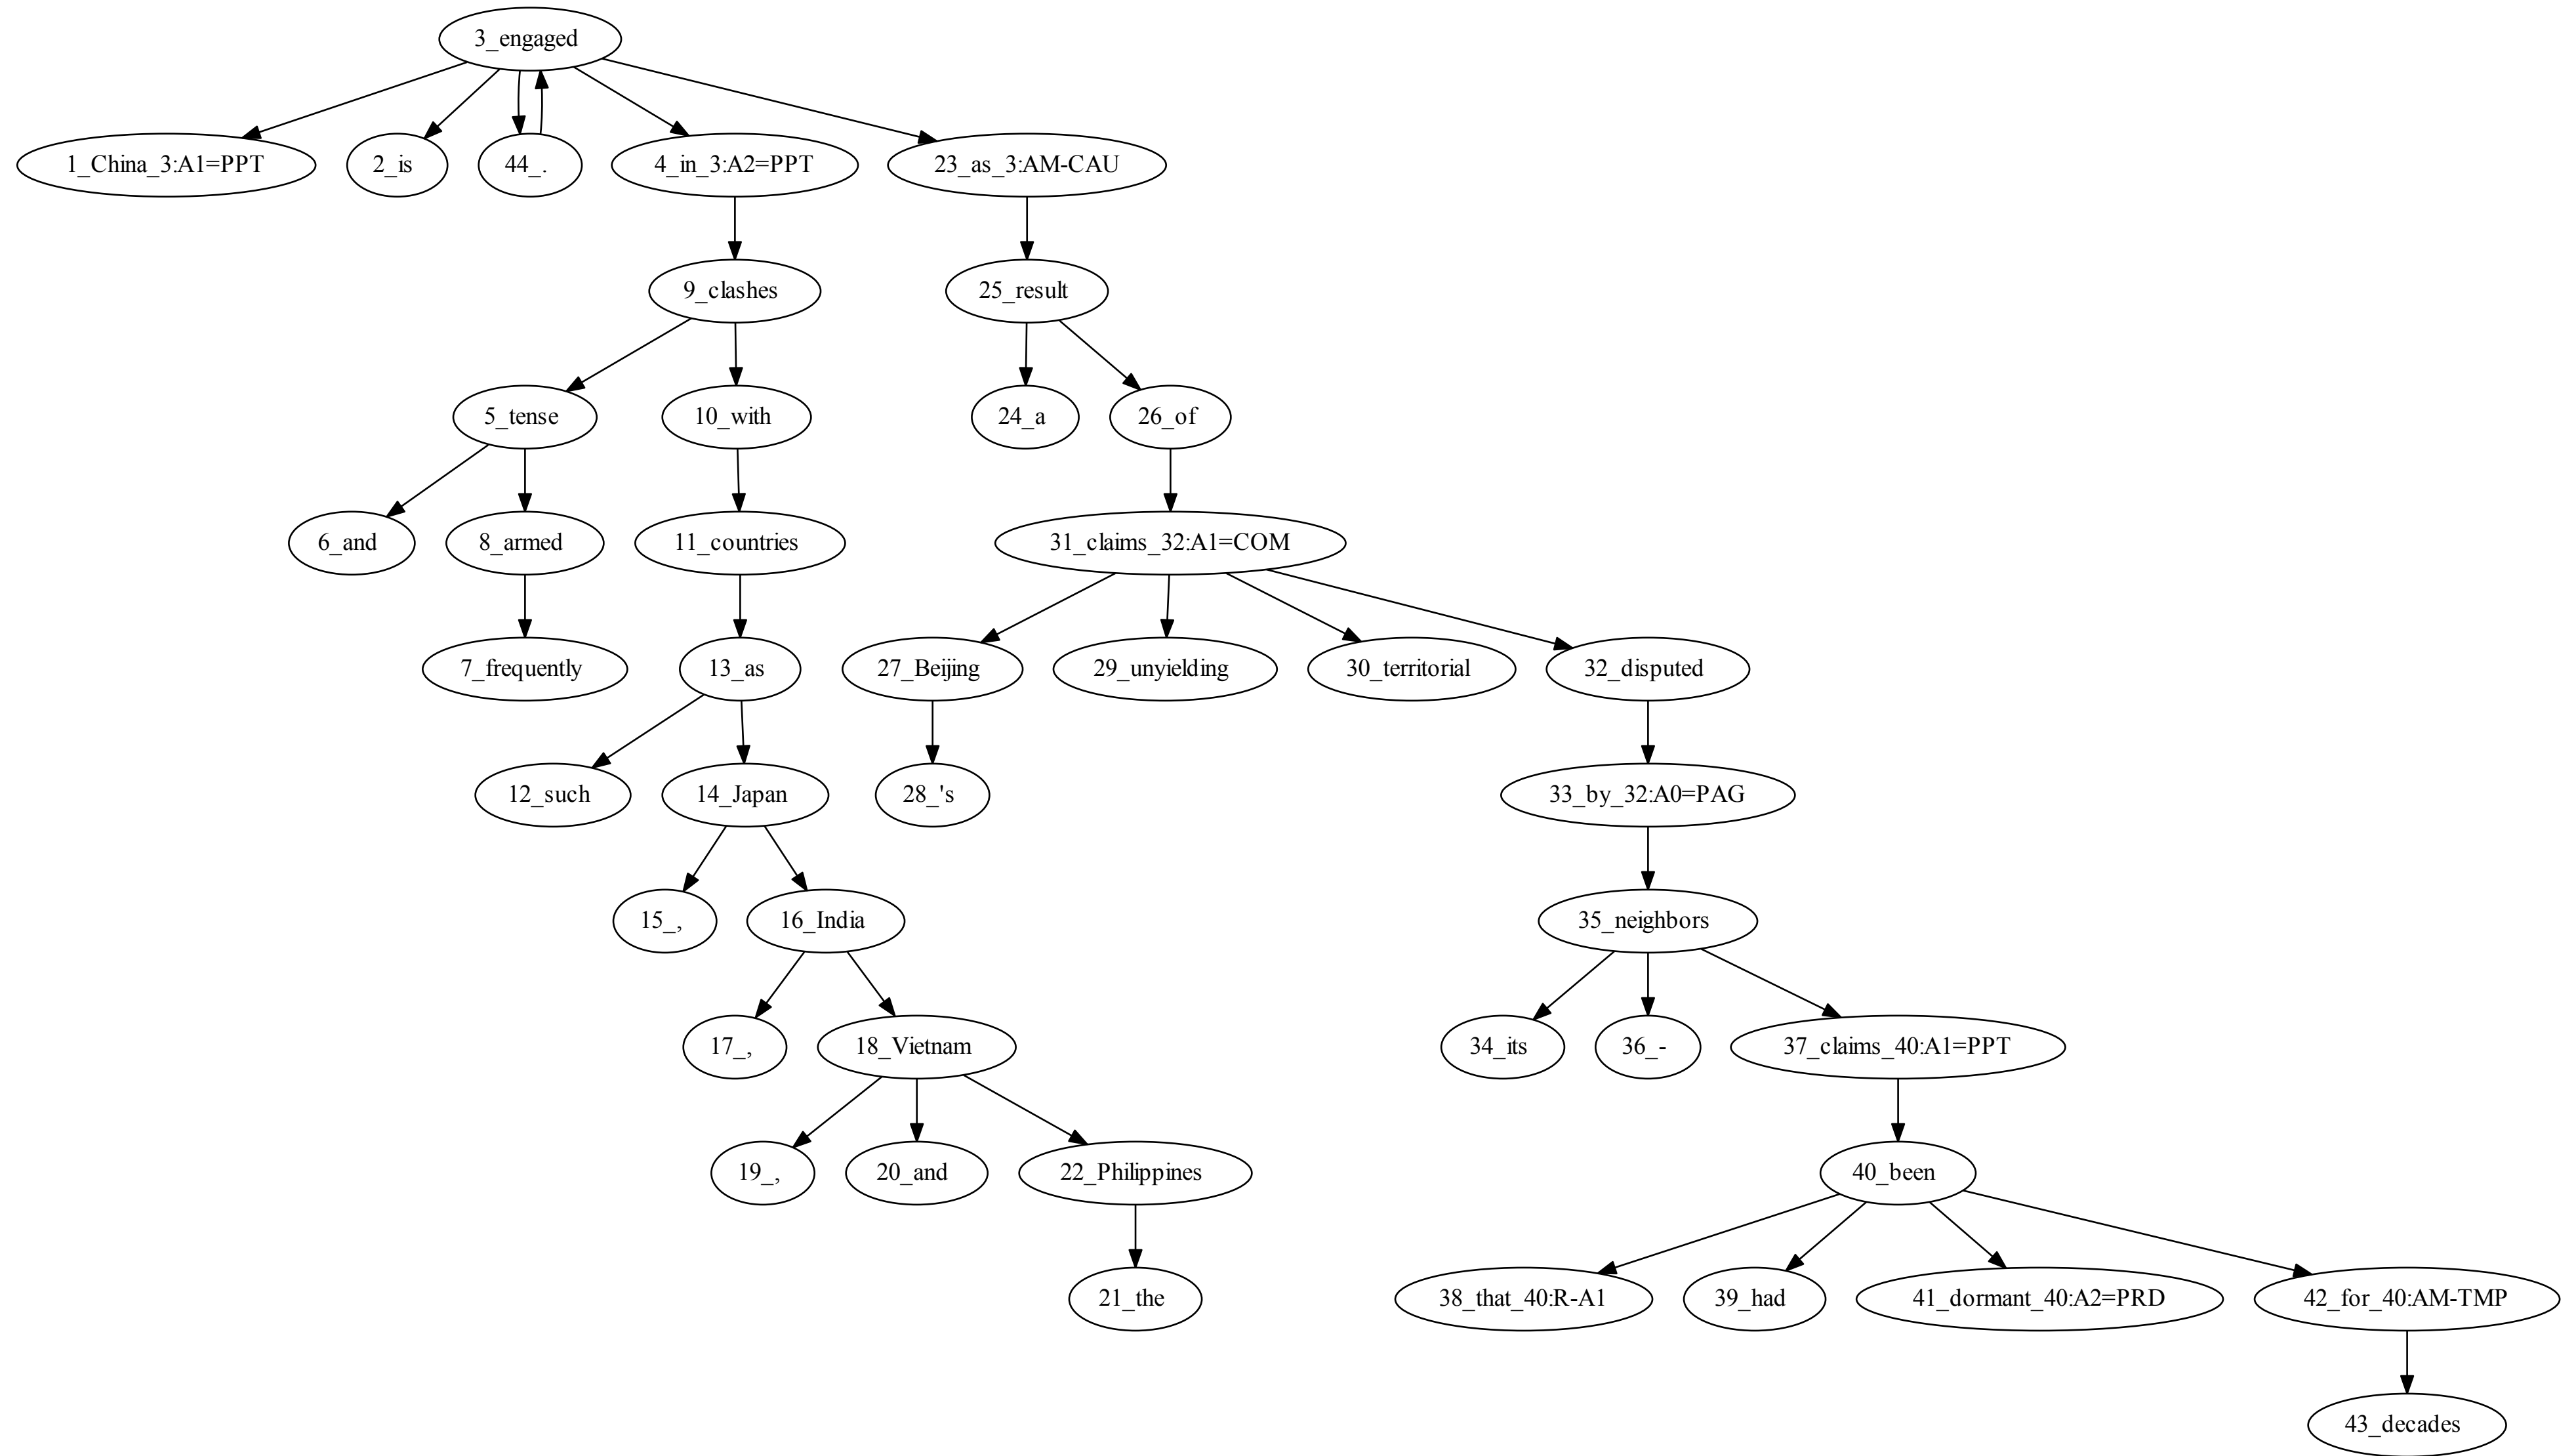 3_engaged
1_China_3:A1=PPT 2_is 44_. 4_in_3:A2=PPT 23_as_3:AM-CAU
9_clashes 25_result
5_tense 10_with 24_a 26_of
6_and 8_armed 11_countries 31_claims_32:A1=COM
7_frequently 13_as 27_Beijing 29_unyielding 30_territorial 32_disputed
12_such 14_Japan 28_'s 33_by_32:A0=PAG
15_, 16_India 35_neighbors
17_, 18_Vietnam 34_its 36_- 37_claims_40:A1=PPT
19_, 20_and 22_Philippines 40_been
21_the 38_that_40:R-A1 39_had 41_dormant_40:A2=PRD 42_for_40:AM-TMP
43_decades